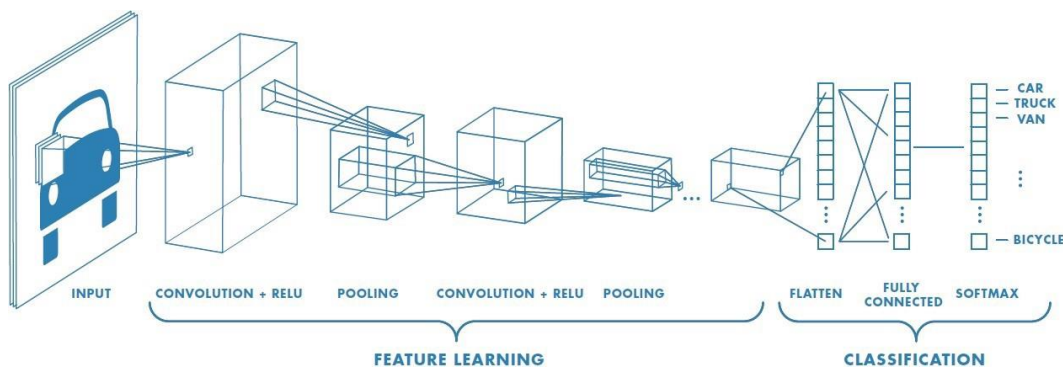 CAR
TRUCK
VAN
BICYCLE
INPUT
CONVOLUTION + RELU
POOLING
CONVOLUTION + RELU
POOLING
FLATTEN
FULLY
CONNECTED
SOFTMAX
FEATURE LEARNING
CLASSIFICATION